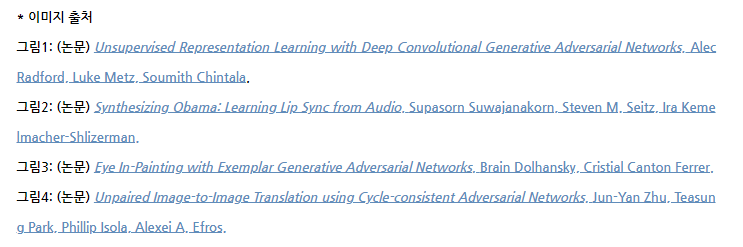 * 이미지 출처
그림1: (논문) Unsupervised Representation Learning with Deep Convolutional Generative Adversarial Networks, Alec
Radford, Luke Metz, Soumith Chintala.
그림2: (논문) Synthesizing Obama: Learning Lip Sync from Audio, Supasorn Suwajanakorn, Steven M, Seitz, Ira Keme
lmacher-Shlizerman.
그림3: (논문) Eye In-Painting with Exemplar Generative Adversarial Networks, Brain Dolhansky, Cristial Canton Ferrer.
그림4: (논문) Unpaired Image-to-Image Translation using Cycle-consistent Adversarial Networks, Jun-Yan Zhu, Teasun
g Park, Phillip Isola, Alexei A, Efros.